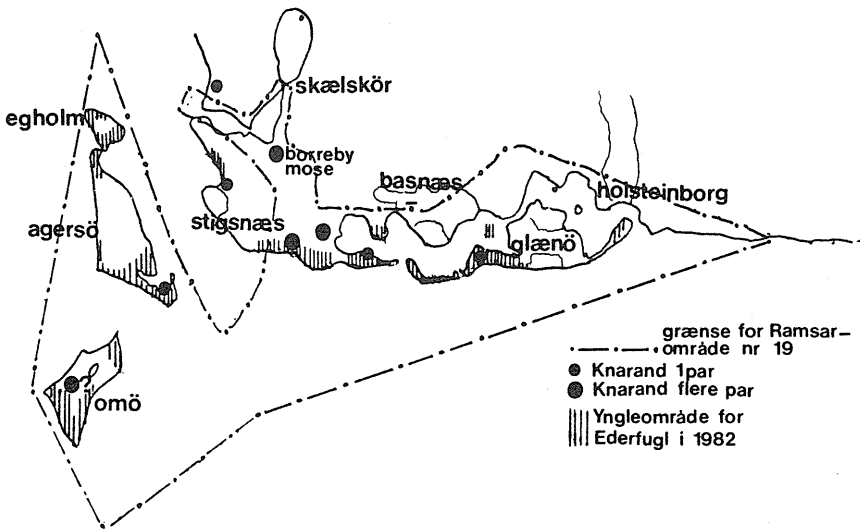 skælskör
egholm
borreby
mose
basnæs
holsteinborg
agersö
stigsnæs
glænö
omö
grænse for Ramsar–
område nr 19
Knarand 1par
Knarand flere par
Yngleområde for
Ederfugl i 1982